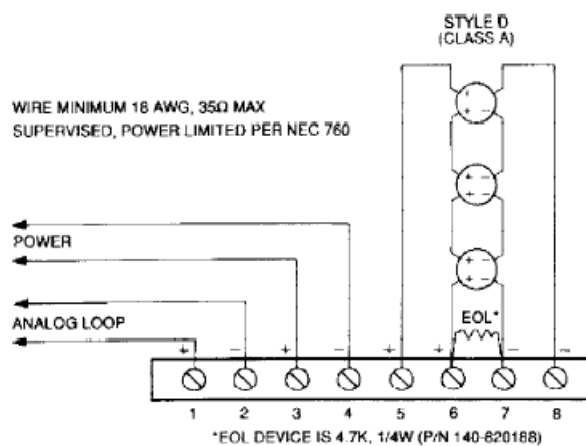 STYLE D
(CLASS A)
WIRE MINIMUM 18 AWG, 35Ω MAX
SUPERVISED, POWER LIMITED PER NEC 760
+ -
+ -
+ -
+ -
+ -
+ -
POWER
EOL*
ANALOG LOOP
+ - + - + + - -
1 2 3 4 5 6 7 8
*EOL DEVICE IS 4.7K, 1/4W (P/N 140-820188)